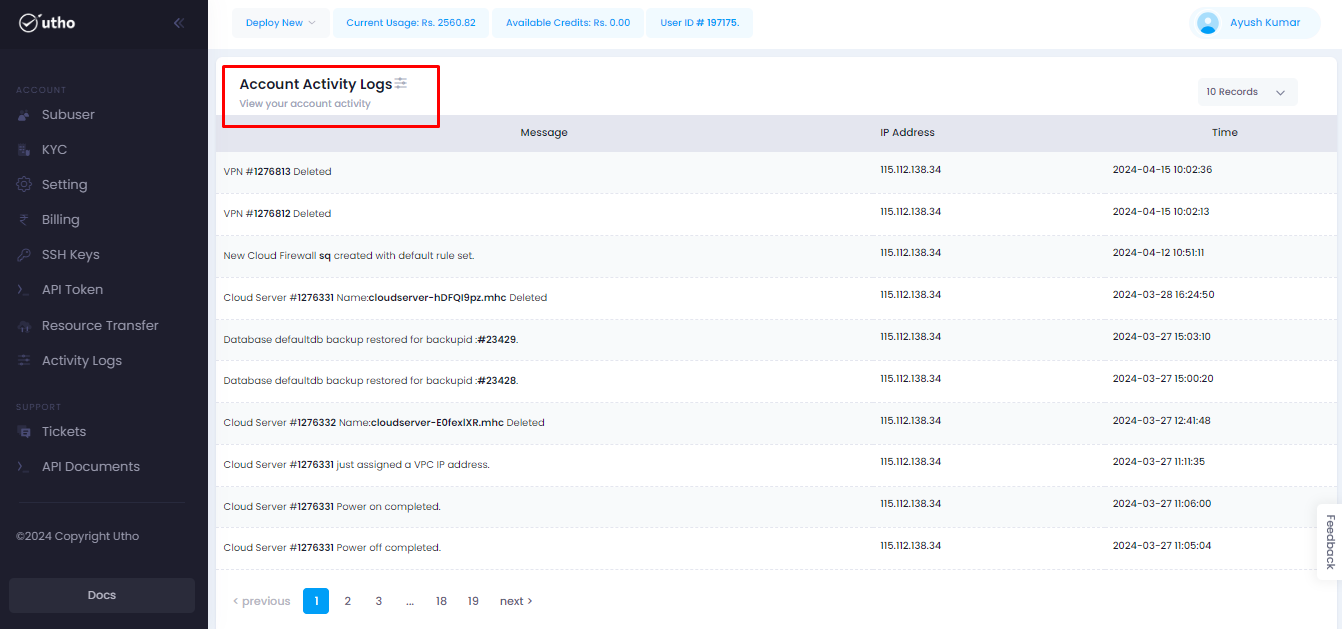 utho
Deploy New
Current Usage: Rs. 2560.82
Available Credits: Rs. 0.00
User ID # 197175.
Ayush Kumar
ACCOUNT
Subuser
KYC
Setting
Billing
SSH Keys
API Token
Resource Transfer
Activity Logs
SUPPORT
Tickets
API Documents
©2024 Copyright Utho
Docs
Account Activity Logs
View your account activity
10 Records
Message IP Address Time
VPN #1276813 Deleted 115.112.138.34 2024-04-15 10:02:36
VPN #1276812 Deleted 115.112.138.34 2024-04-15 10:02:13
New Cloud Firewall sq created with default rule set. 115.112.138.34 2024-04-12 10:51:11
Cloud Server #1276331 Name:cloudserver-hDFQI9pz.mhc Deleted 115.112.138.34 2024-03-28 16:24:50
Database defaultdb backup restored for backupid :#23429. 115.112.138.34 2024-03-27 15:03:10
Database defaultdb backup restored for backupid :#23428. 115.112.138.34 2024-03-27 15:00:20
Cloud Server #1276332 Name:cloudserver-E0fexIXR.mhc Deleted 115.112.138.34 2024-03-27 12:41:48
Cloud Server #1276331 just assigned a VPC IP address. 115.112.138.34 2024-03-27 11:11:35
Cloud Server #1276331 Power on completed. 115.112.138.34 2024-03-27 11:06:00
Cloud Server #1276331 Power off completed. 115.112.138.34 2024-03-27 11:05:04
< previous 1 2 3 ... 18 19 next >
Feedback